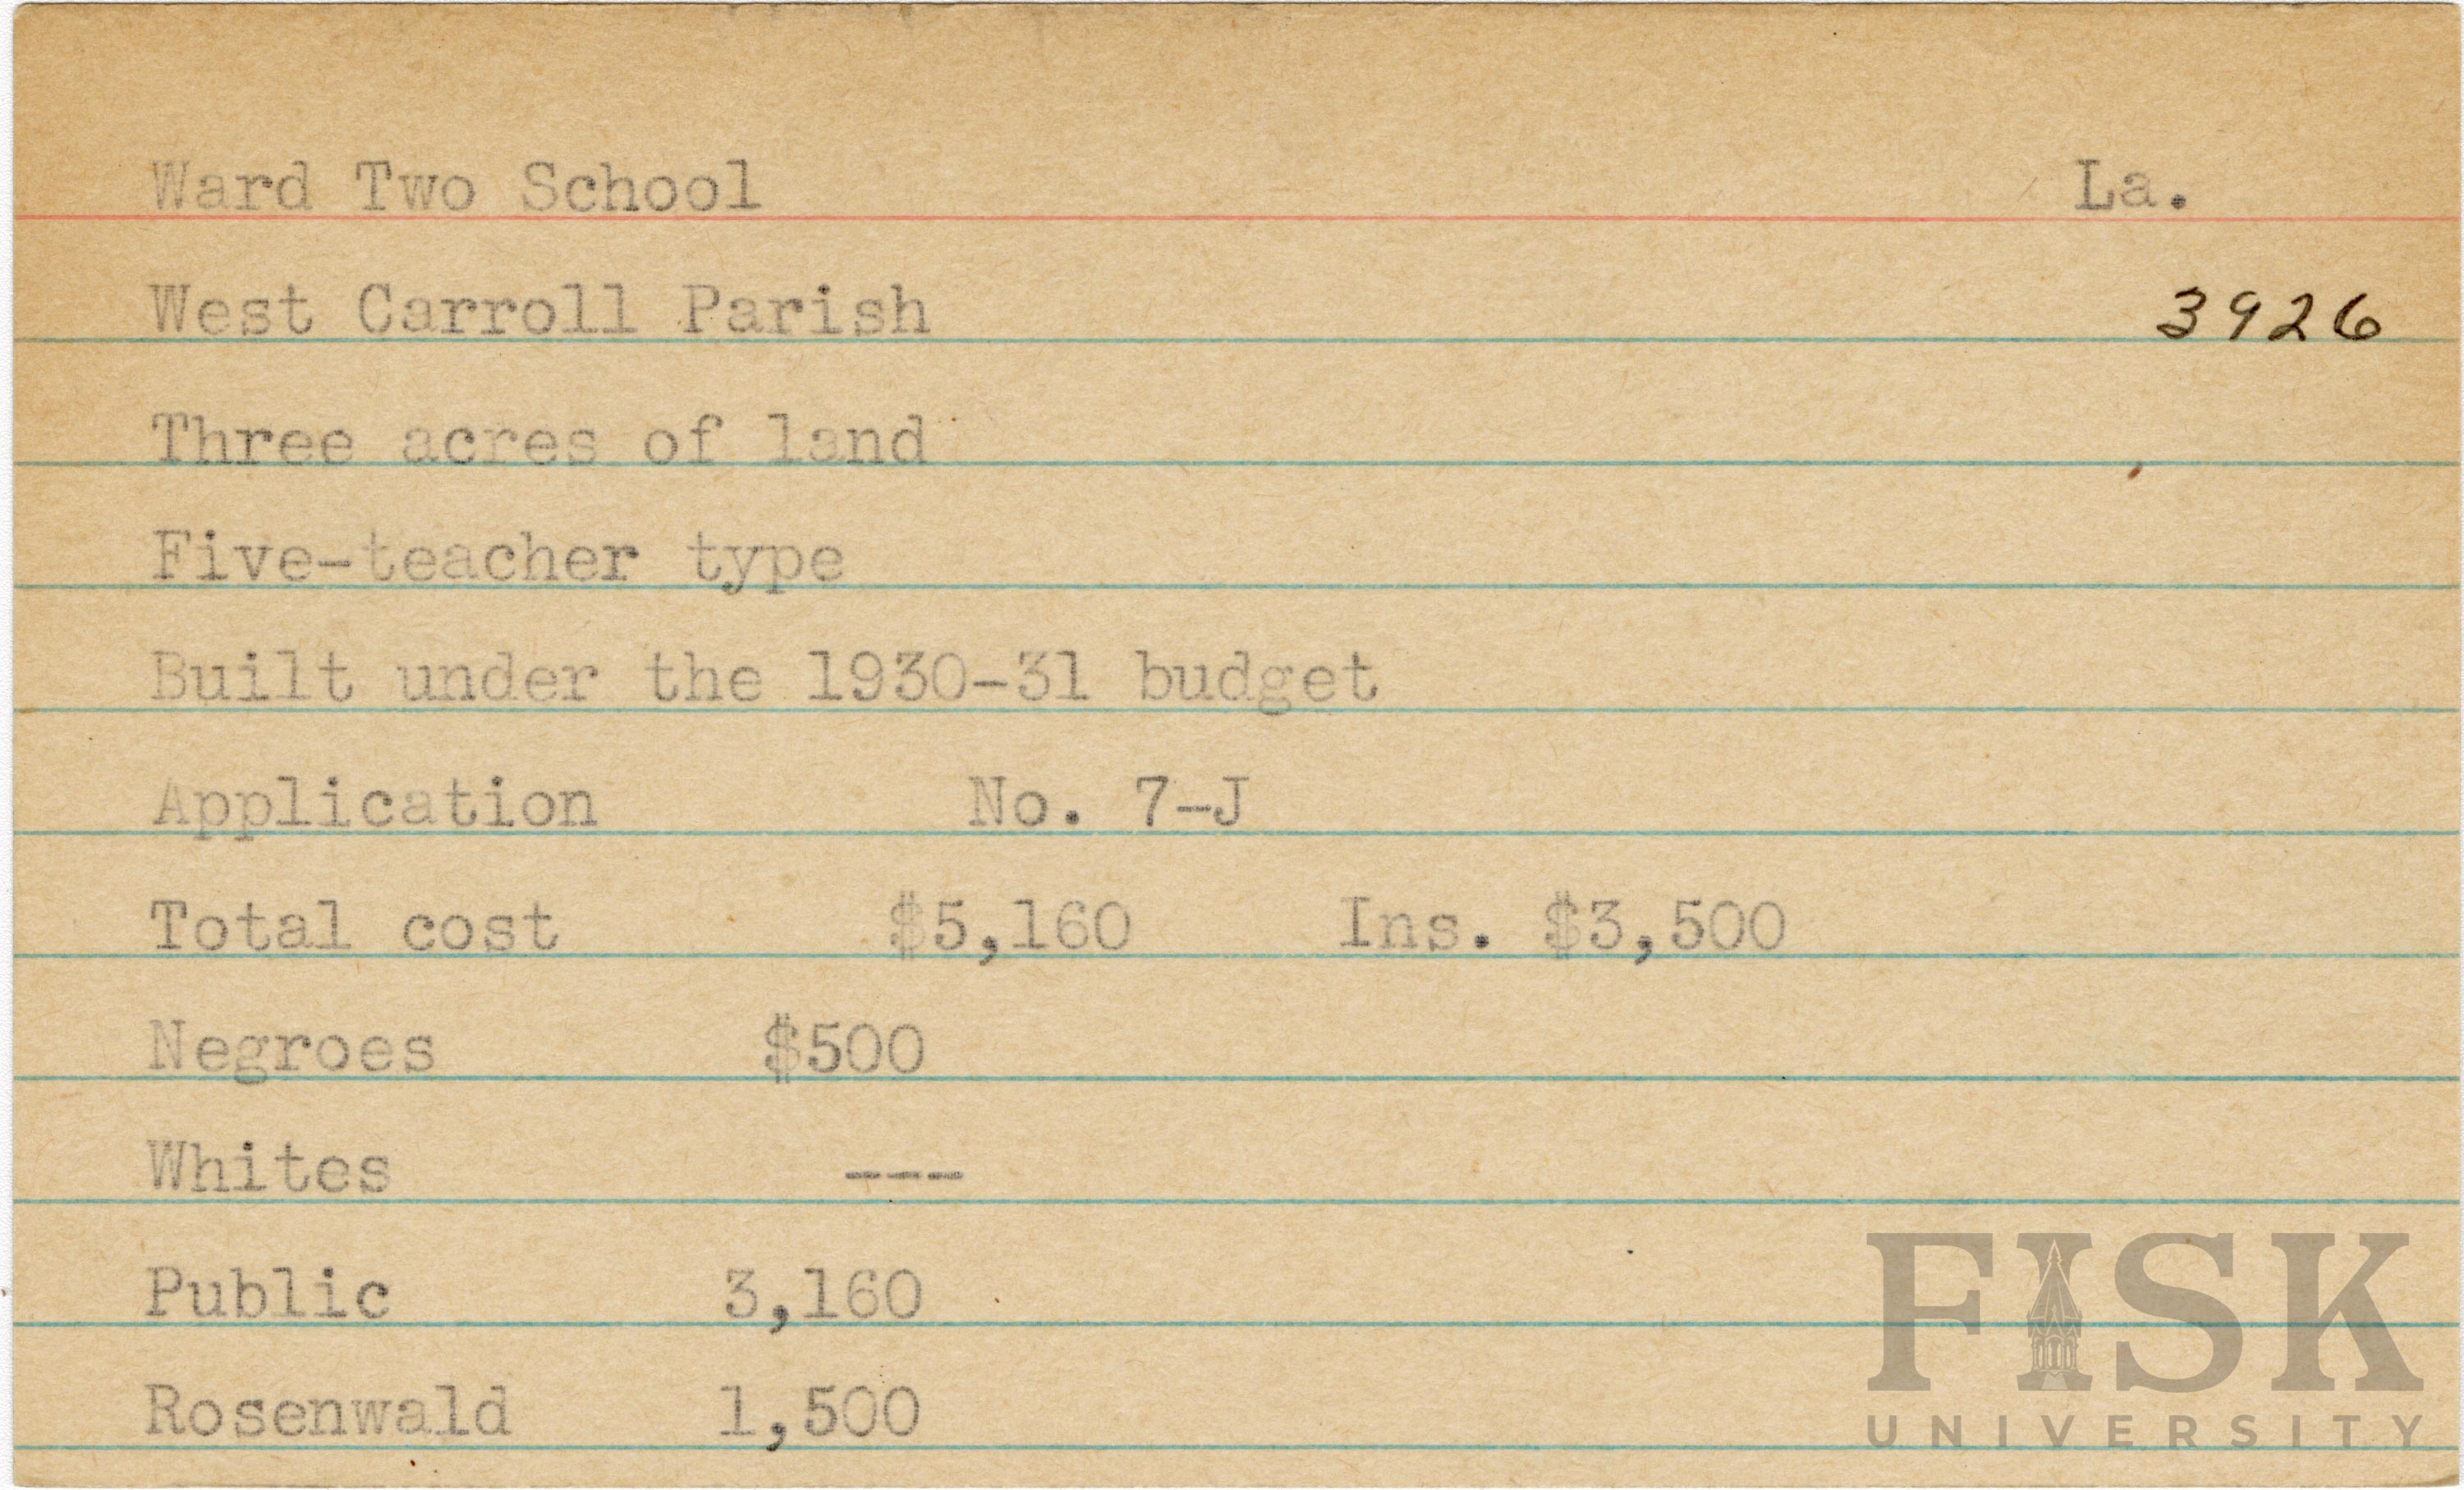 Ward Two School La.
West Carroll Parish 3926
Three acres of land
Five-teacher type
Built under the 1930-31 budget
Application No. 7-J
Total cost $5,160 Ins. $3,500
Negroes $500
Whites ---
Public 3,160
Rosenwald 1,500
FISK
UNIVERSITY